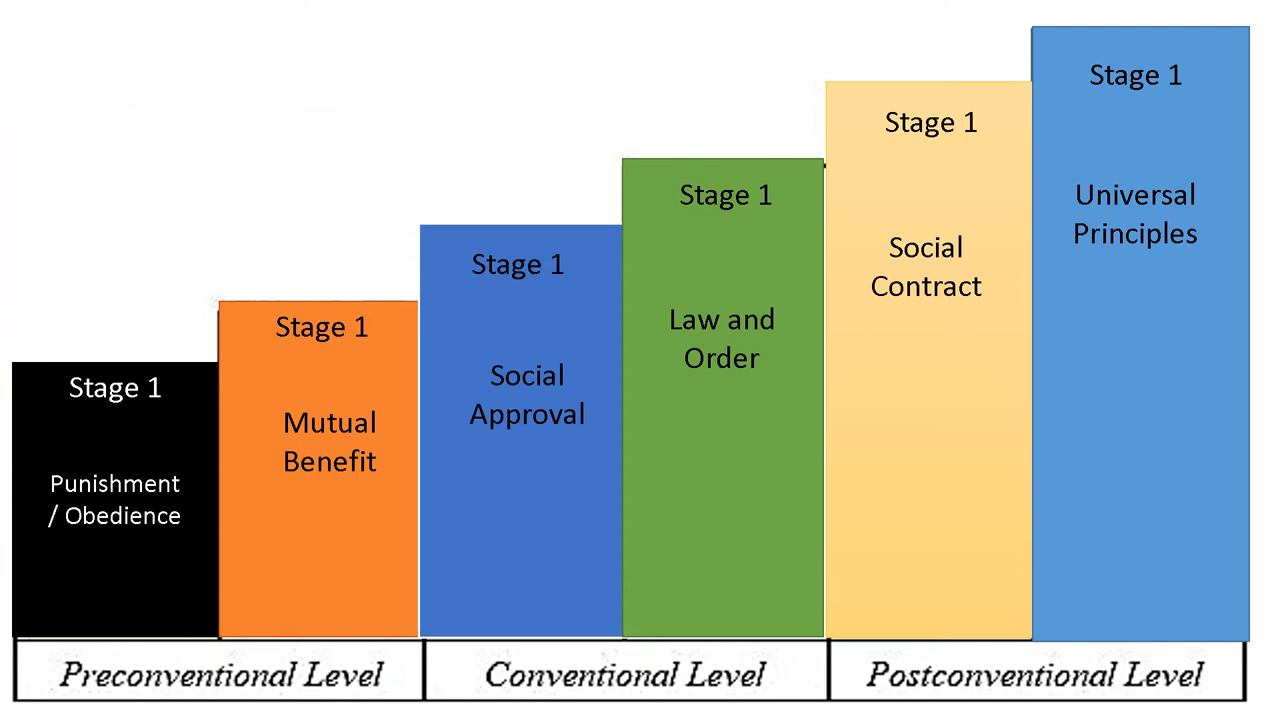 Stage 1
Punishment
/ Obedience
Stage 1
Mutual
Benefit
Stage 1
Social
Approval
Stage 1
Law and
Order
Stage 1
Social
Contract
Stage 1
Universal
Principles
Preconventional Level
Conventional Level
Postconventional Level